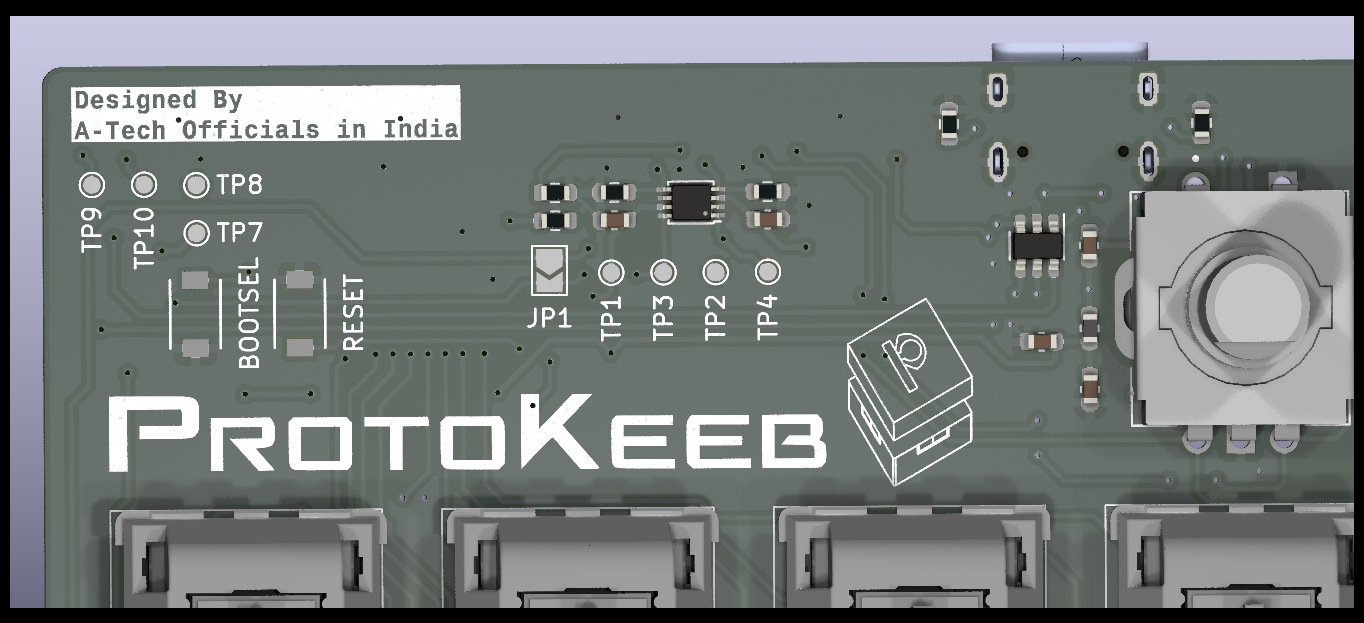 Designed By
A-Tech Officials in India
TP9
TP10
TP8
TP7
BOOTSEL
RESET
JP1
TP1
TP3
TP2
TP4
PROTOKEEB